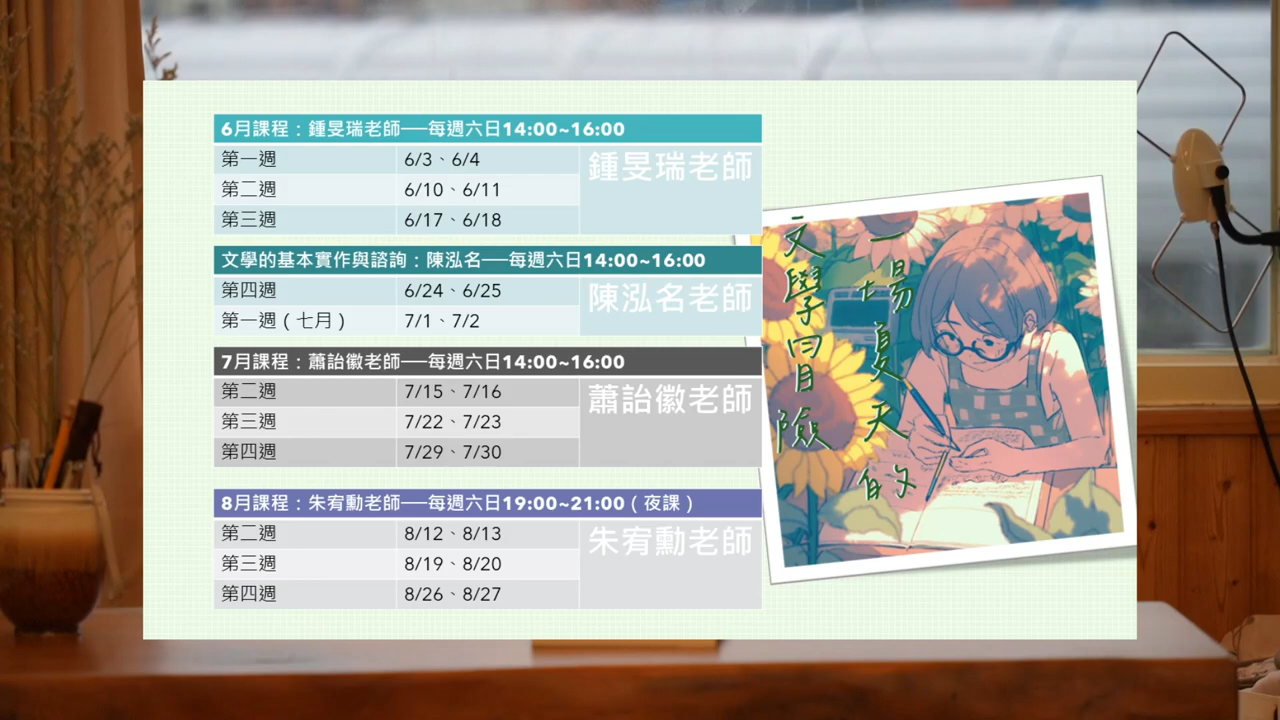 6月課程：鍾旻瑞老師──每週六日14:00~16:00
第一週 6/3、6/4 鍾旻瑞老師
第二週 6/10、6/11
第三週 6/17、6/18
文學的基本實作與諮詢：陳泓名──每週六日14:00~16:00
第四週 6/24、6/25 陳泓名老師
第一週（七月） 7/1、7/2
7月課程：蕭詒徽老師──每週六日14:00~16:00
第二週 7/15、7/16 蕭詒徽老師
第三週 7/22、7/23
第四週 7/29、7/30
8月課程：朱宥勳老師──每週六日19:00~21:00（夜課）
第二週 8/12、8/13 朱宥勳老師
第三週 8/19、8/20
第四週 8/26、8/27
一場夏天的
文學冒險